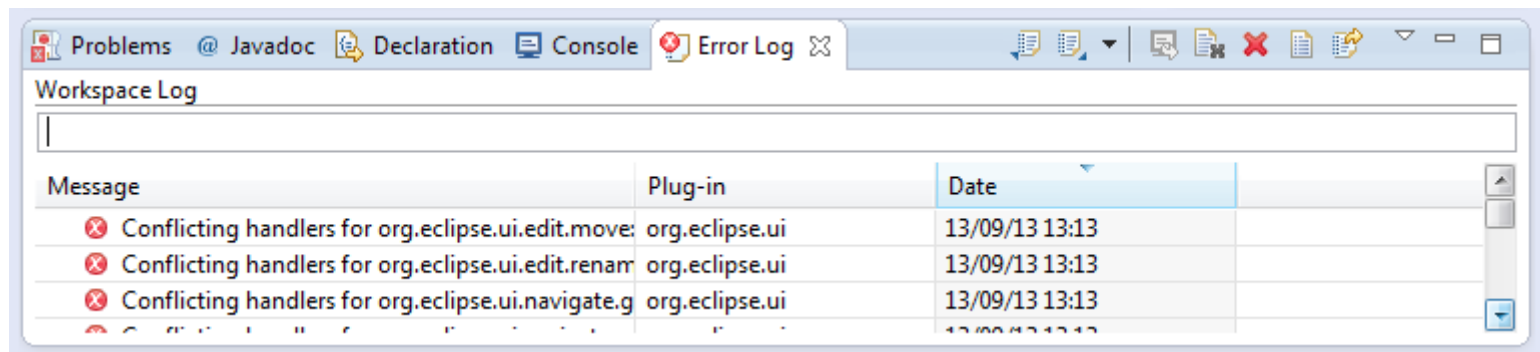 Problems @ Javadoc Declaration Console Error Log
Workspace Log
Message Plug-in Date
Conflicting handlers for org.eclipse.ui.edit.move: org.eclipse.ui 13/09/13 13:13
Conflicting handlers for org.eclipse.ui.edit.renam org.eclipse.ui 13/09/13 13:13
Conflicting handlers for org.eclipse.ui.navigate.g org.eclipse.ui 13/09/13 13:13